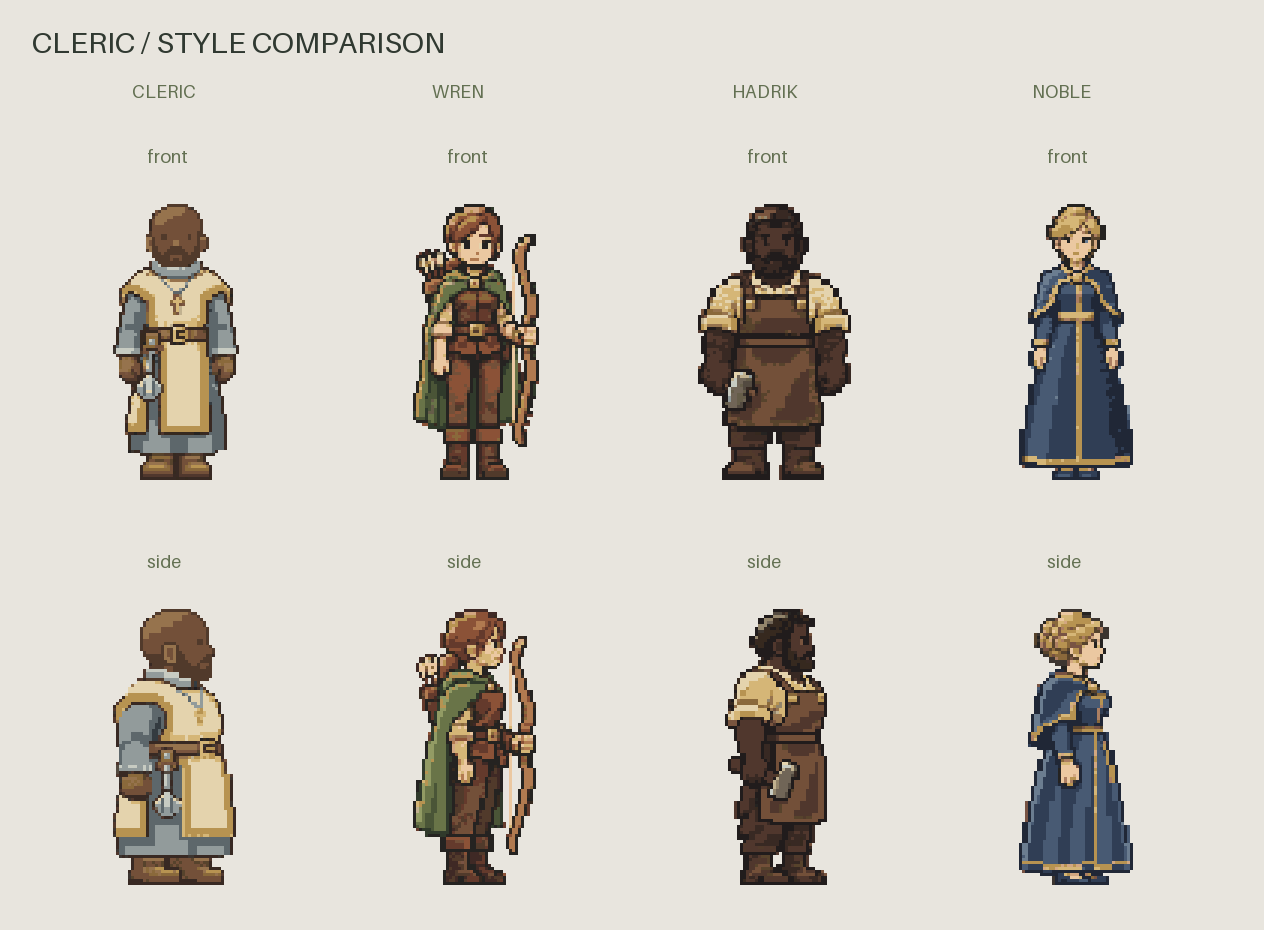 CLERIC / STYLE COMPARISON
CLERIC WREN HADRIK NOBLE
front front front front
side side side side